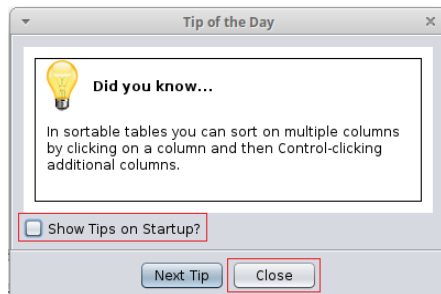 Tip of the Day
Did you know...
In sortable tables you can sort on multiple columns
by clicking on a column and then Control-clicking
additional columns.
Show Tips on Startup?
Next Tip
Close